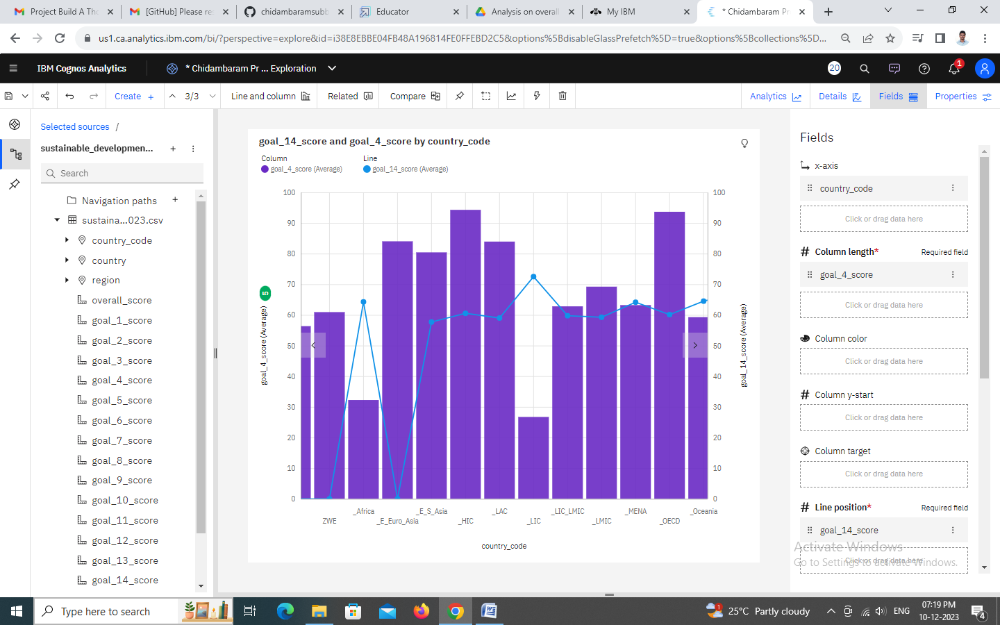 Project Build A Tho
[GitHub] Please re
chidambaramsubb
Educator
Analysis on overall
My IBM
* Chidambaram Pr
us1.ca.analytics.ibm.com/bi/?perspective=explore&id=i38E8EBBE04FB48A196814FE0FFEBD2C5&options%5BdisableGlassPrefetch%5D=true&options%5Bcollections%5D...
IBM Cognos Analytics
* Chidambaram Pr ... Exploration
20
1
Create +
3/3
Line and column
Related
Compare
Analytics
Details
Fields
Properties
Selected sources /
sustainable_developmen...
Search
Navigation paths
sustaina...023.csv
country_code
country
region
overall_score
goal_1_score
goal_2_score
goal_3_score
goal_4_score
goal_5_score
goal_6_score
goal_7_score
goal_8_score
goal_9_score
goal_10_score
goal_11_score
goal_12_score
goal_13_score
goal_14_score
goal_14_score and goal_4_score by country_code
Column
goal_4_score (Average)
Line
goal_14_score (Average)
100
90
80
70
60
50
40
30
20
10
0
goal_4_score (Average)
5
100
90
80
70
60
50
40
30
20
10
0
goal_14_score (Average)
ZWE
_Africa
_E_Euro_Asia
_E_S_Asia
_HIC
_LAC
_LIC
_LIC_LMIC
_LMIC
_MENA
_OECD
_Oceania
country_code
Fields
x-axis
country_code
Click or drag data here
Column length* Required field
goal_4_score
Click or drag data here
Column color
Click or drag data here
Column y-start
Click or drag data here
Column target
Click or drag data here
Line position* Required field
goal_14_score
Click or drag data here
Activate Windows
Go to Settings to activate Windows.
Type here to search
1
25°C Partly cloudy
ENG
07:19 PM
10-12-2023
4